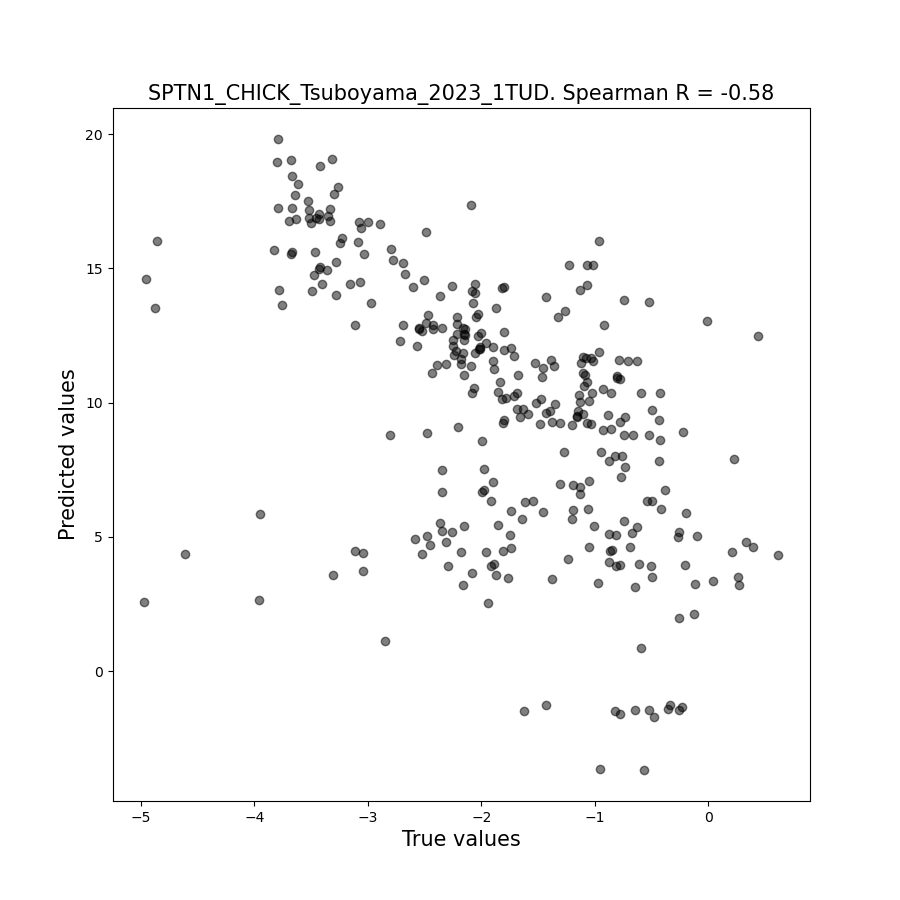 SPTN1_CHICK_Tsuboyama_2023_1TUD. Spearman R = -0.58
20
15
10
5
0
Predicted values
−5 −4 −3 −2 −1 0
True values